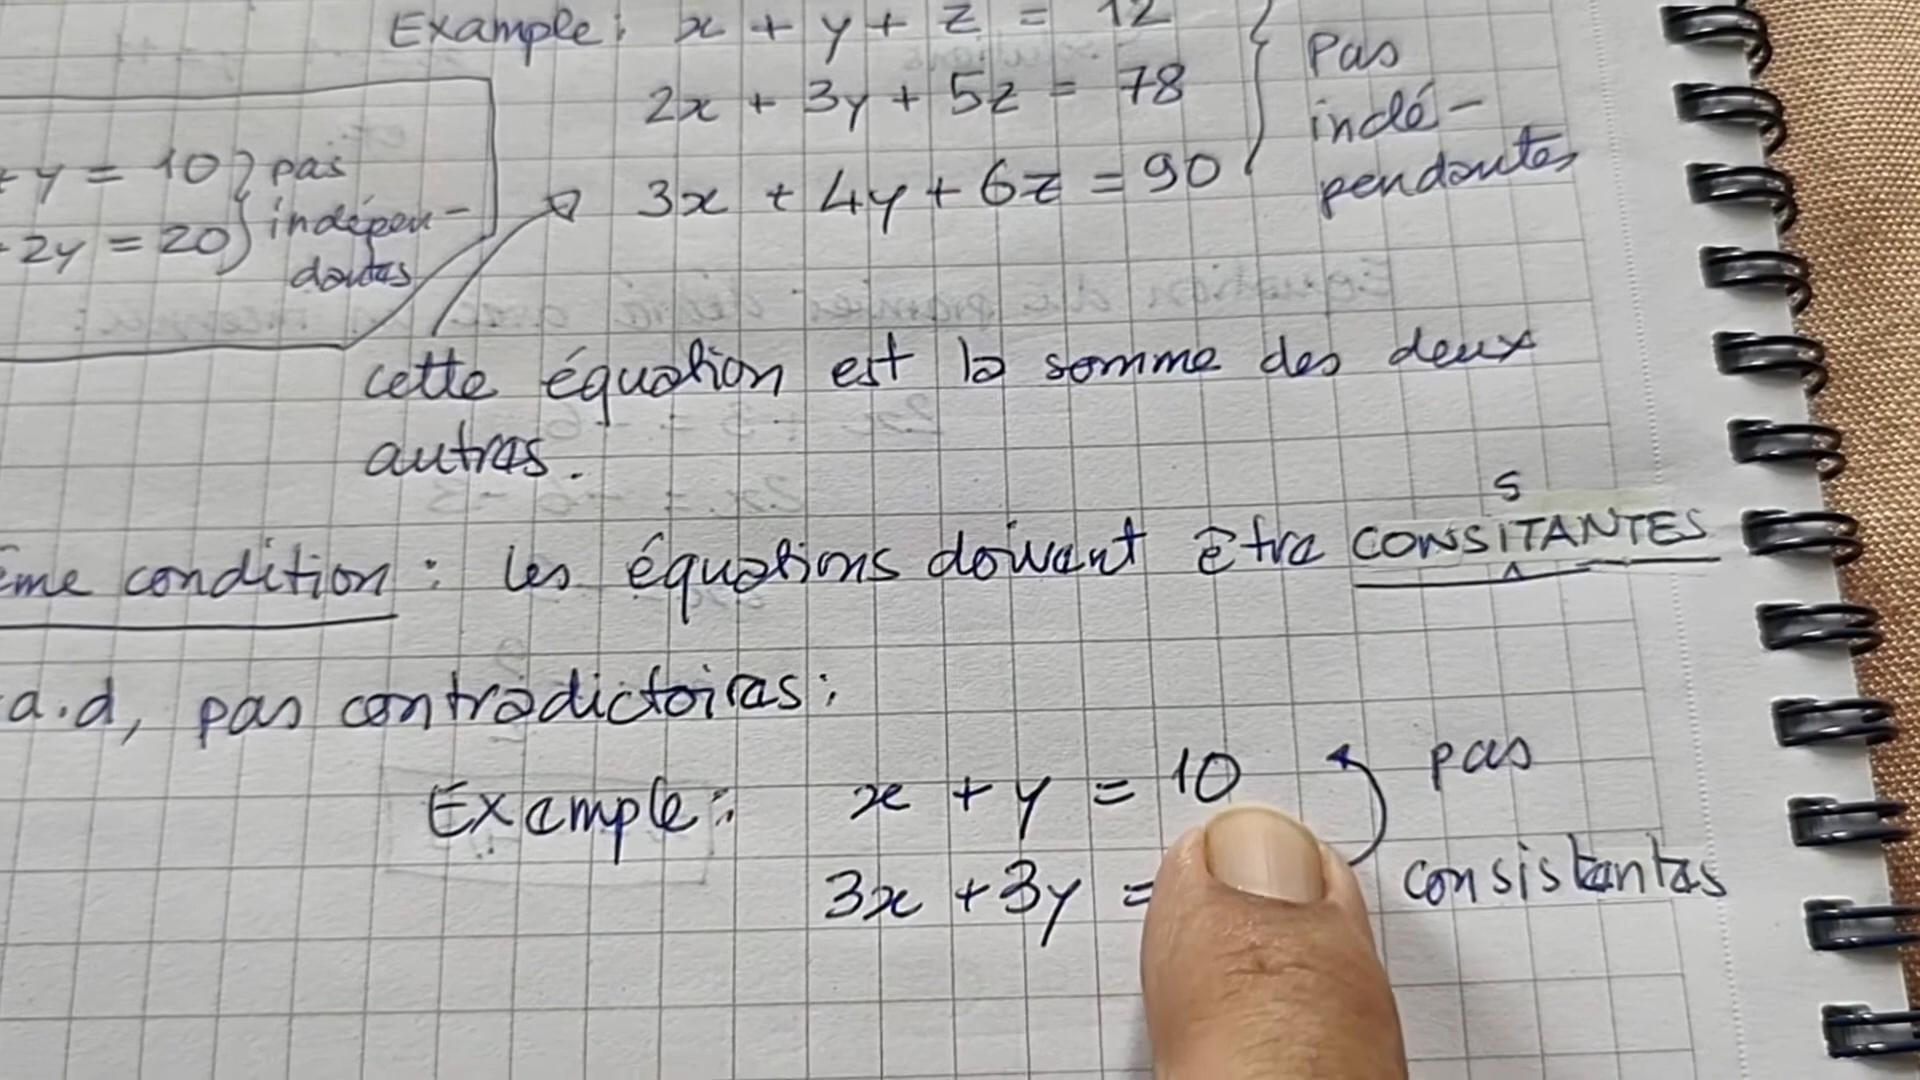 Example: x + y + z = 12
2x + 3y + 5z = 78
3x + 4y + 6z = 90
pas
indé-
pendantes
+ y = 10
+ 2y = 20
pas
indépen-
dantes
cette équation est la somme des deux
autres.
ème condition : les équations doivent être CONSISTANTES
.a.d, pas contradictoires :
Example : x + y = 10
3x + 3y =
pas
consistantes